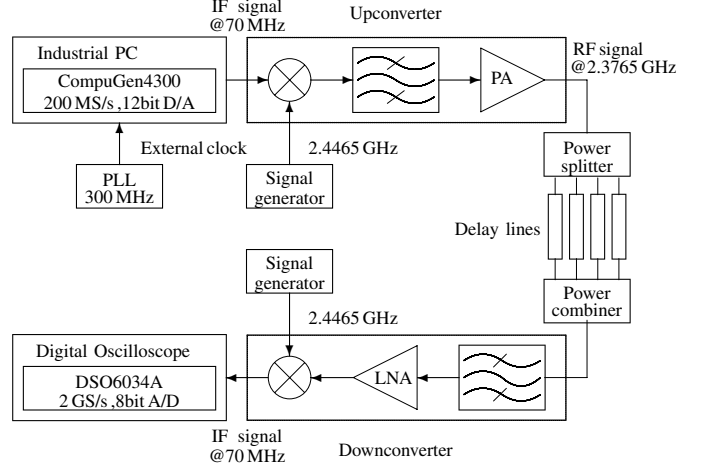 IF signal
@70 MHz
Upconverter
Industrial PC
CompuGen4300
200 MS/s ,12bit D/A
PA
RF signal
@2.3765 GHz
External clock
2.4465 GHz
PLL
300 MHz
Signal
generator
Power
splitter
Delay lines
Signal
generator
Power
combiner
2.4465 GHz
Digital Oscilloscope
DSO6034A
2 GS/s ,8bit A/D
LNA
IF signal
@70 MHz
Downconverter